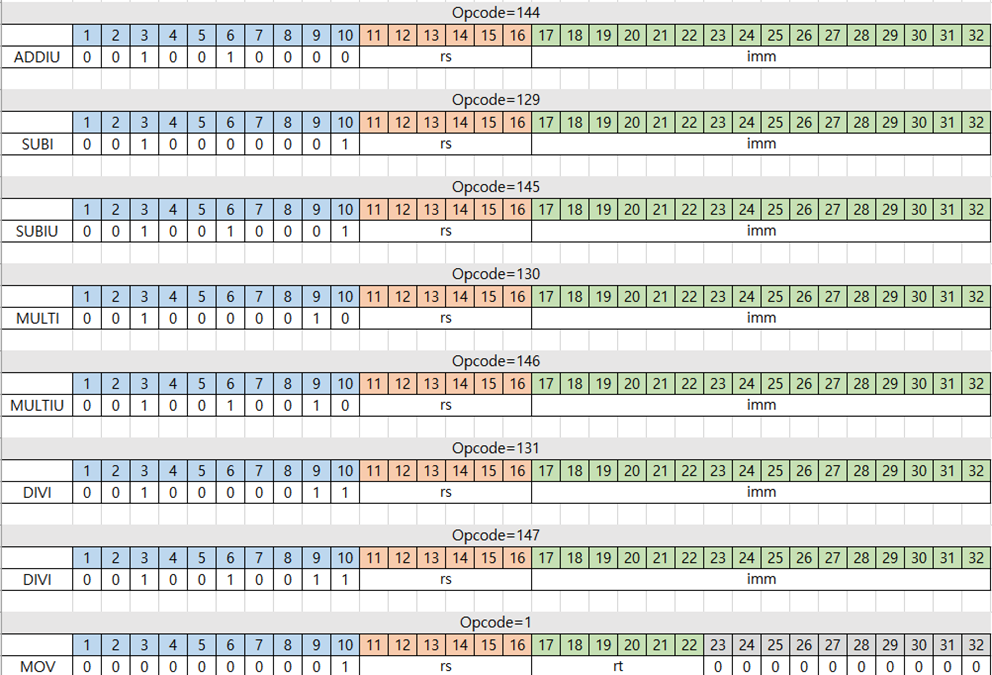 Opcode=144
1 2 3 4 5 6 7 8 9 10 11 12 13 14 15 16 17 18 19 20 21 22 23 24 25 26 27 28 29 30 31 32
ADDIU 0 0 1 0 0 1 0 0 0 0 rs imm
Opcode=129
1 2 3 4 5 6 7 8 9 10 11 12 13 14 15 16 17 18 19 20 21 22 23 24 25 26 27 28 29 30 31 32
SUBI 0 0 1 0 0 0 0 0 0 1 rs imm
Opcode=145
1 2 3 4 5 6 7 8 9 10 11 12 13 14 15 16 17 18 19 20 21 22 23 24 25 26 27 28 29 30 31 32
SUBIU 0 0 1 0 0 1 0 0 0 1 rs imm
Opcode=130
1 2 3 4 5 6 7 8 9 10 11 12 13 14 15 16 17 18 19 20 21 22 23 24 25 26 27 28 29 30 31 32
MULTI 0 0 1 0 0 0 0 0 1 0 rs imm
Opcode=146
1 2 3 4 5 6 7 8 9 10 11 12 13 14 15 16 17 18 19 20 21 22 23 24 25 26 27 28 29 30 31 32
MULTIU 0 0 1 0 0 1 0 0 1 0 rs imm
Opcode=131
1 2 3 4 5 6 7 8 9 10 11 12 13 14 15 16 17 18 19 20 21 22 23 24 25 26 27 28 29 30 31 32
DIVI 0 0 1 0 0 0 0 0 1 1 rs imm
Opcode=147
1 2 3 4 5 6 7 8 9 10 11 12 13 14 15 16 17 18 19 20 21 22 23 24 25 26 27 28 29 30 31 32
DIVI 0 0 1 0 0 1 0 0 1 1 rs imm
Opcode=1
1 2 3 4 5 6 7 8 9 10 11 12 13 14 15 16 17 18 19 20 21 22 23 24 25 26 27 28 29 30 31 32
MOV 0 0 0 0 0 0 0 0 0 1 rs rt 0 0 0 0 0 0 0 0 0 0